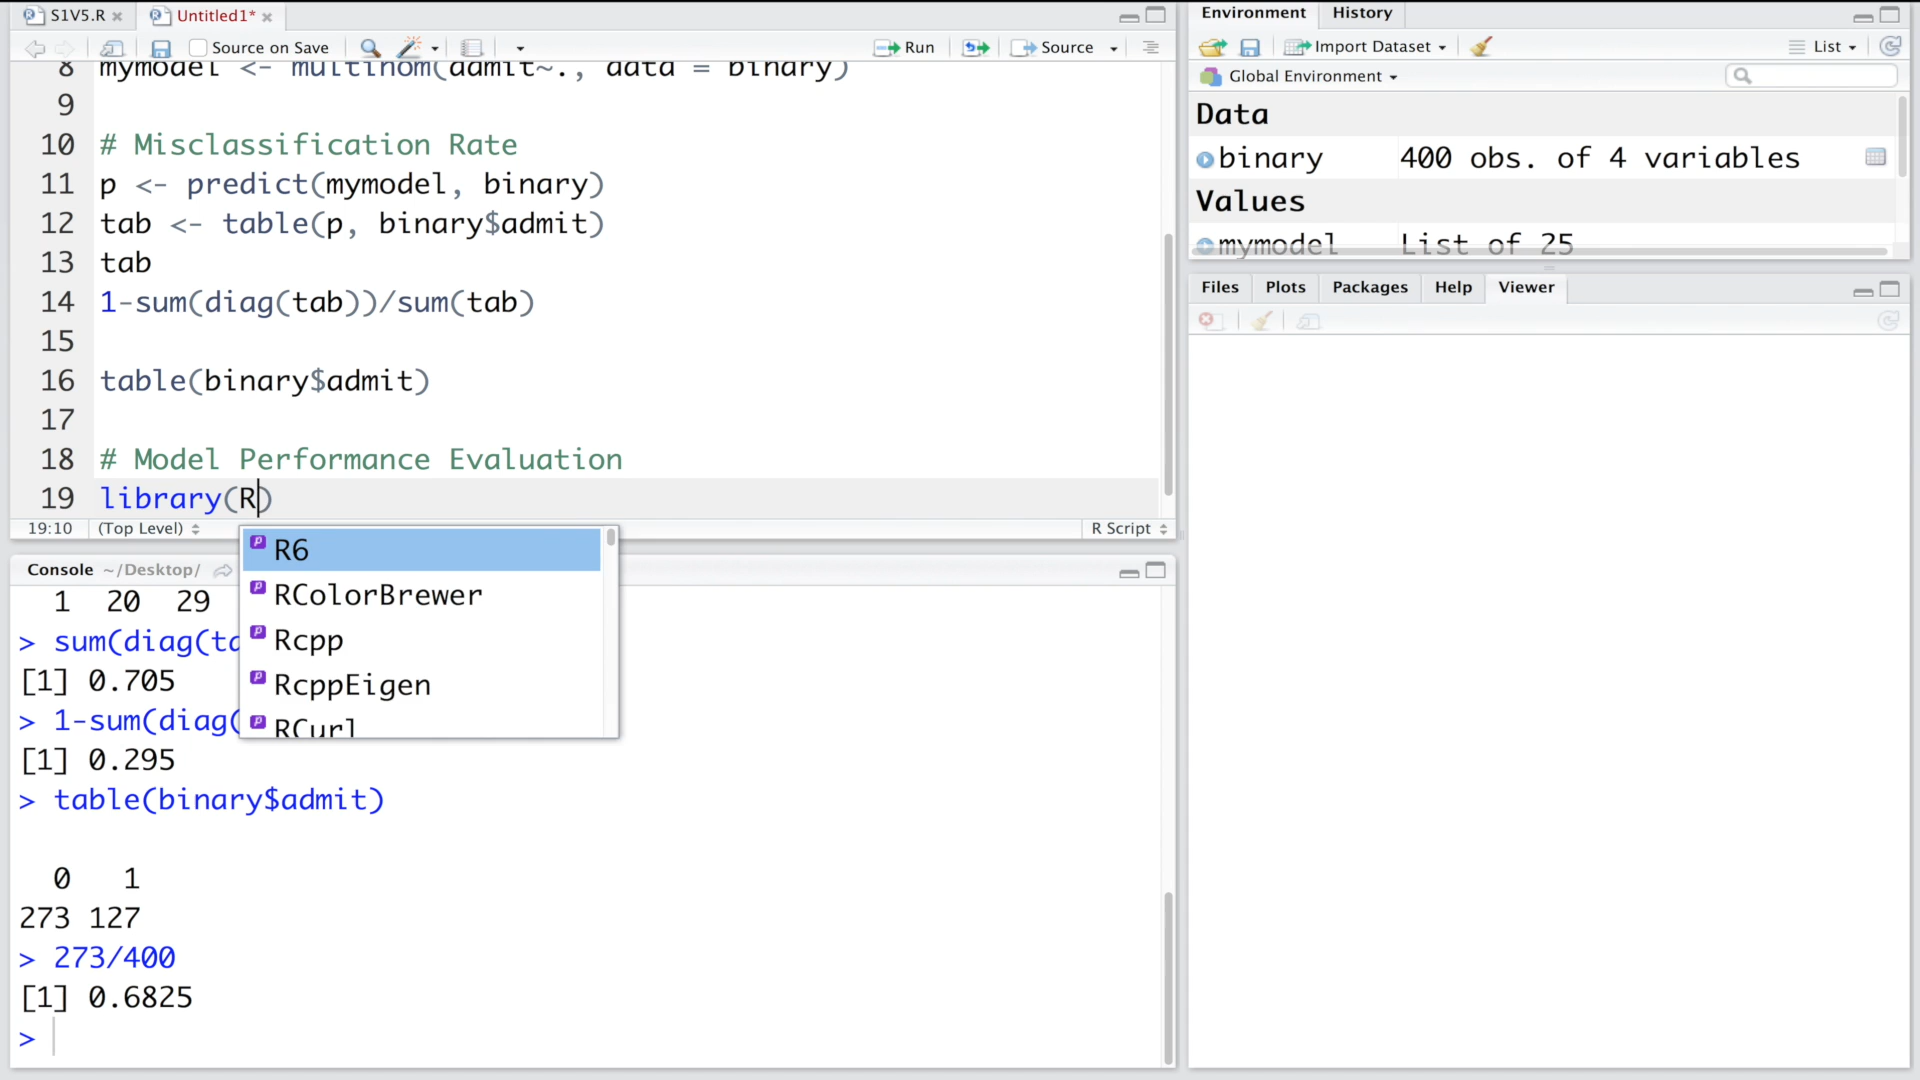 S1V5.R
Untitled1*
Source on Save
Run
Source
8 mymodel <- multinom(admit~., data = binary)
9
10 # Misclassification Rate
11 p <- predict(mymodel, binary)
12 tab <- table(p, binary$admit)
13 tab
14 1-sum(diag(tab))/sum(tab)
15
16 table(binary$admit)
17
18 # Model Performance Evaluation
19 library(R)
19:10 (Top Level) R Script
R6
RColorBrewer
Rcpp
RcppEigen
RCurl
Console ~/Desktop/
1 20 29
> sum(diag(ta
[1] 0.705
> 1-sum(diag(
[1] 0.295
> table(binary$admit)
0 1
273 127
> 273/400
[1] 0.6825
>
Environment History
Import Dataset List
Global Environment
Data
binary 400 obs. of 4 variables
Values
mymodel List of 25
Files Plots Packages Help Viewer